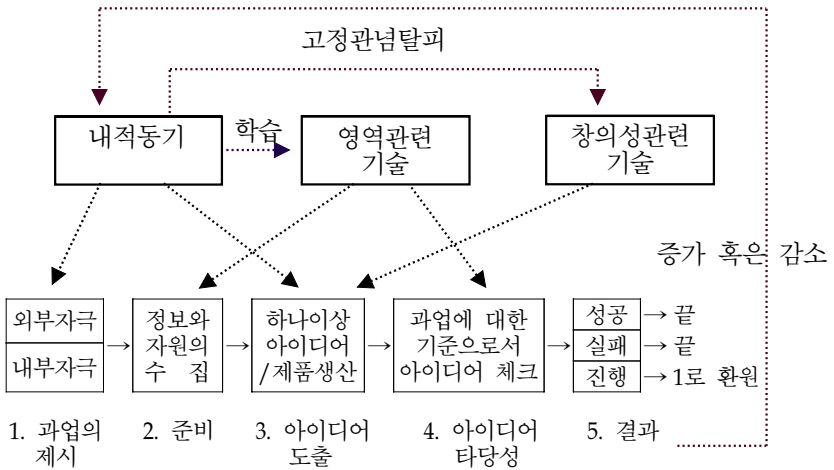 고정관념탈피
내적동기
학습
영역관련
기술
창의성관련
기술
증가 혹은 감소
외부자극
내부자극
→
정보와
자원의
수 집
→
하나이상
아이디어
/제품생산
→
과업에 대한
기준으로서
아이디어 체크
→
성공 → 끝
실패 → 끝
진행 → 1로 환원
1. 과업의
제시
2. 준비
3. 아이디어
도출
4. 아이디어
타당성
5. 결과